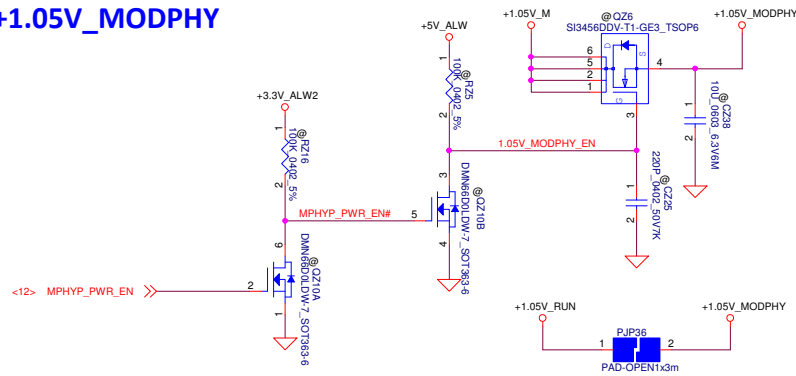 +1.05V_MODPHY
+5V_ALW
+1.05V_M
@QZ6
SI3456DDV-T1-GE3_TSOP6
+1.05V_MODPHY
D
S
G
6
5
2
1
4
3
1
2
@RZ5
100K_0402_5%
1
2
@CZ38
10U_0603_6.3V6M
+3.3V_ALW2
1
2
@RZ16
100K_0402_5%
1.05V_MODPHY_EN
1
2
@CZ25
220P_0402_50V7K
3
5
4
@QZ10B
DMN66D0LDW-7_SOT363-6
MPHYP_PWR_EN#
6
2
1
@QZ10A
DMN66D0LDW-7_SOT363-6
<12> MPHYP_PWR_EN
+1.05V_RUN
+1.05V_MODPHY
PJP36
1
2
PAD-OPEN1x3m